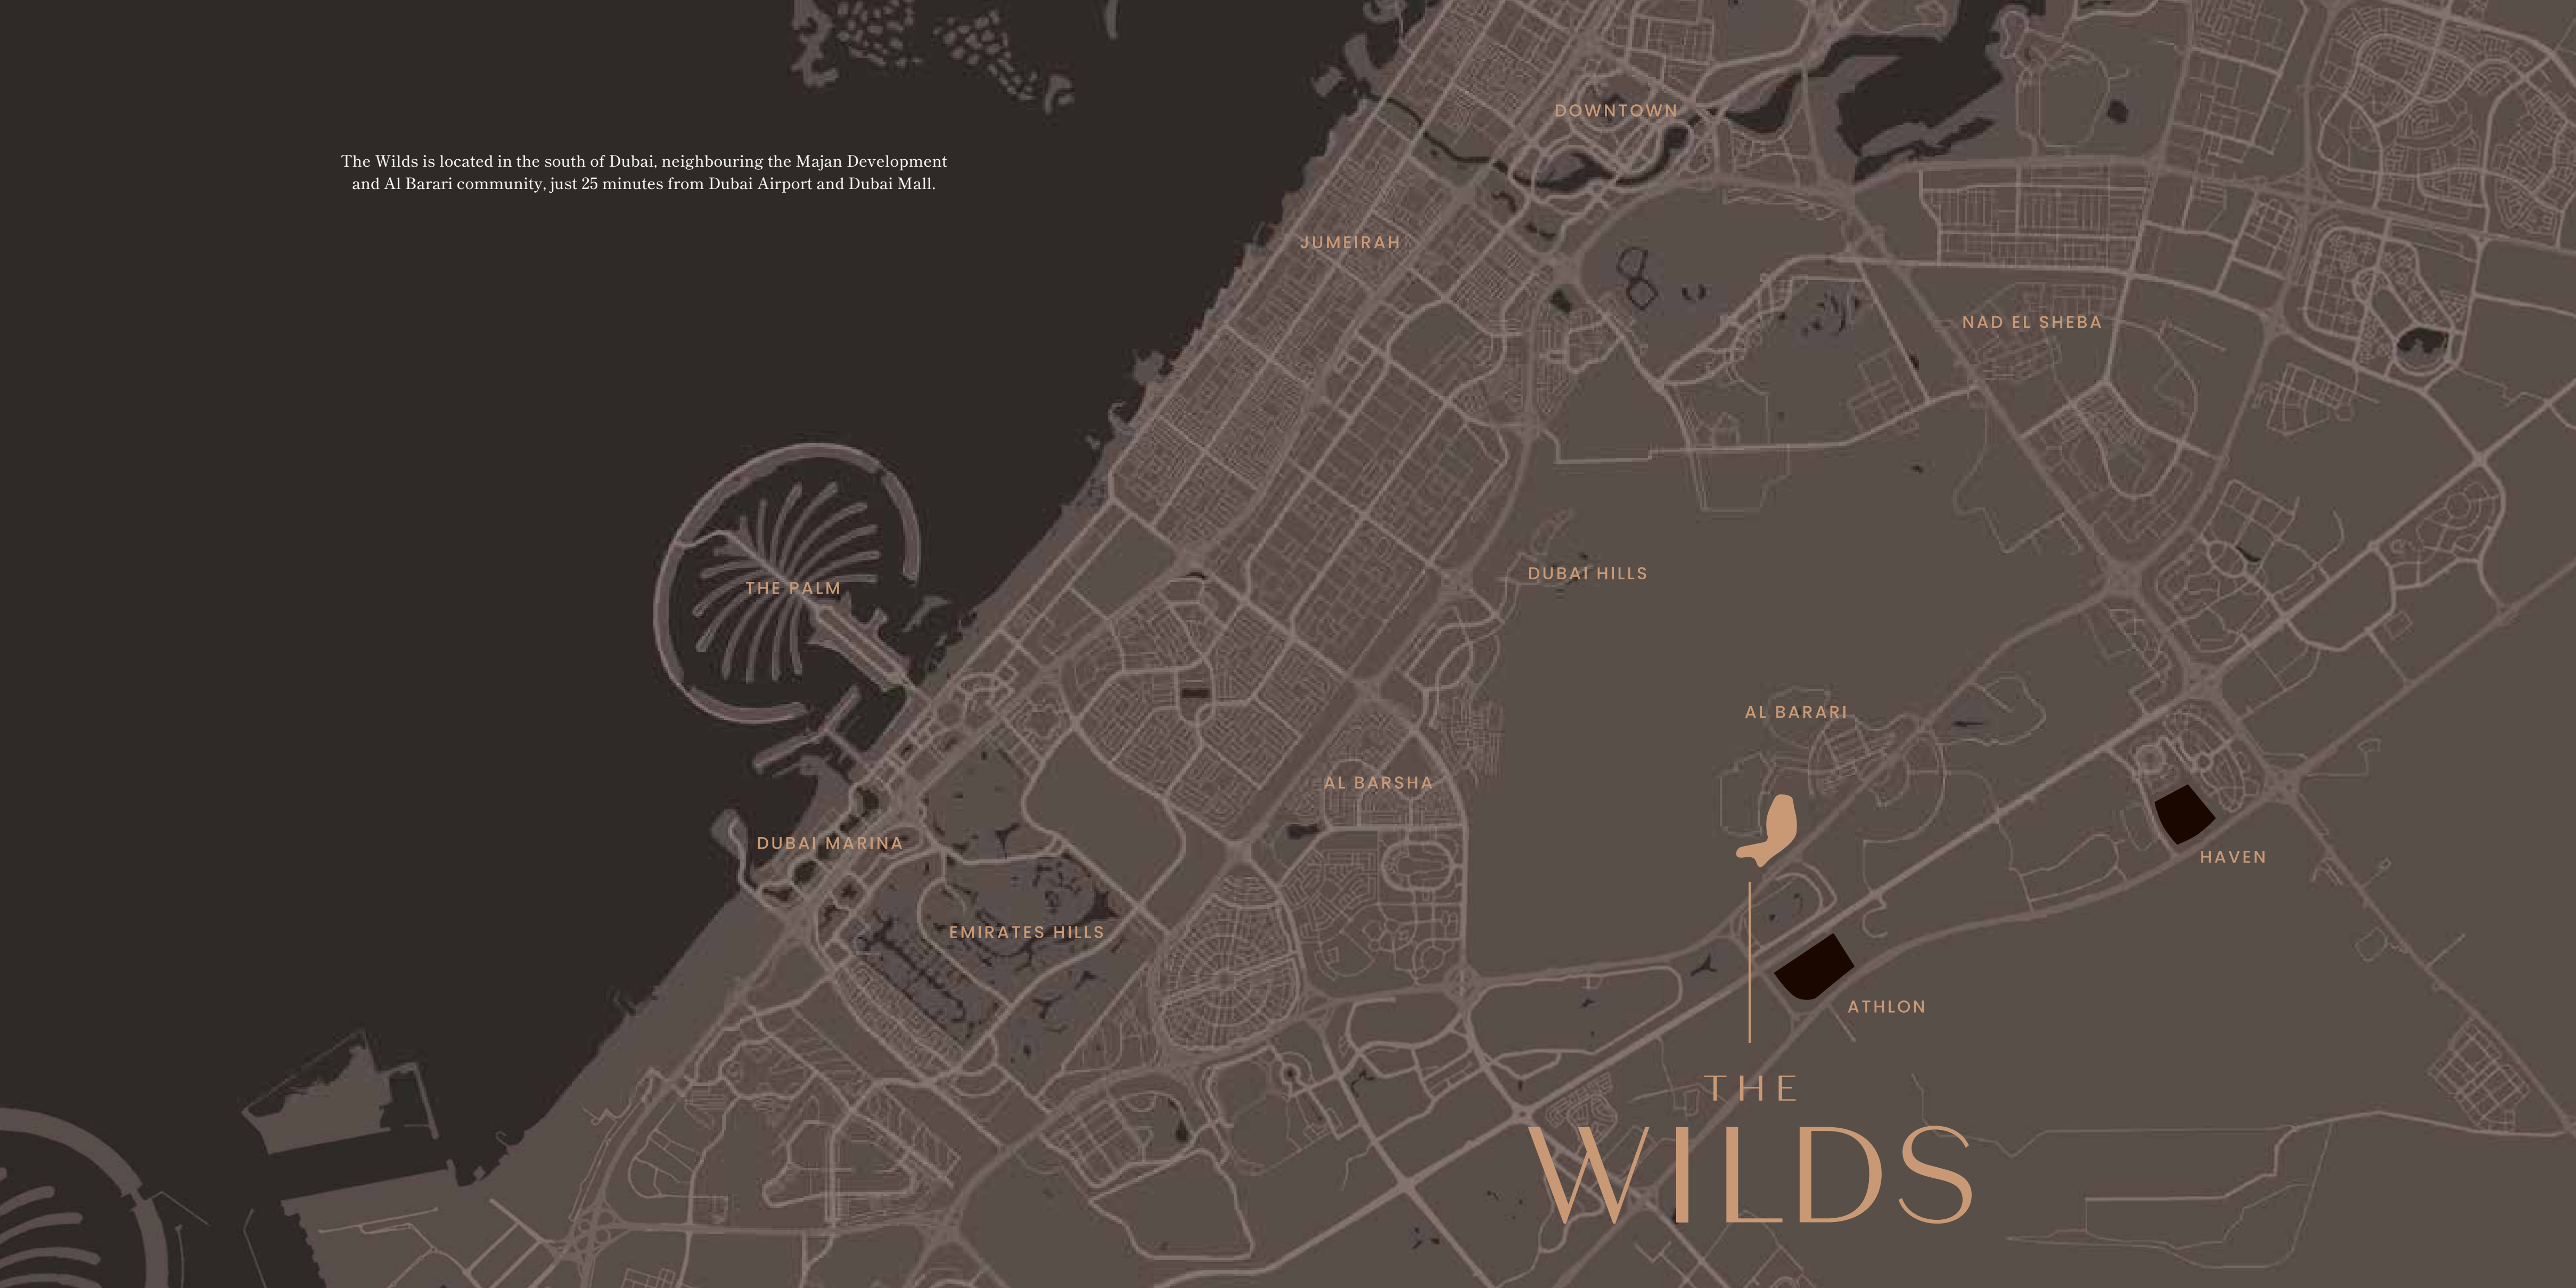 DOWNTOWN
The Wilds is located in the south of Dubai, neighbouring the Majan Development
and Al Barari community, just 25 minutes from Dubai Airport and Dubai Mall.
JUMEIRAH
NAD EL SHEBA
DUBAI HILLS
THE PALM
AL BARARI
AL BARSHA
DUBAI MARINA
HAVEN
EMIRATES HILLS
ATHLON
THE
WILDS